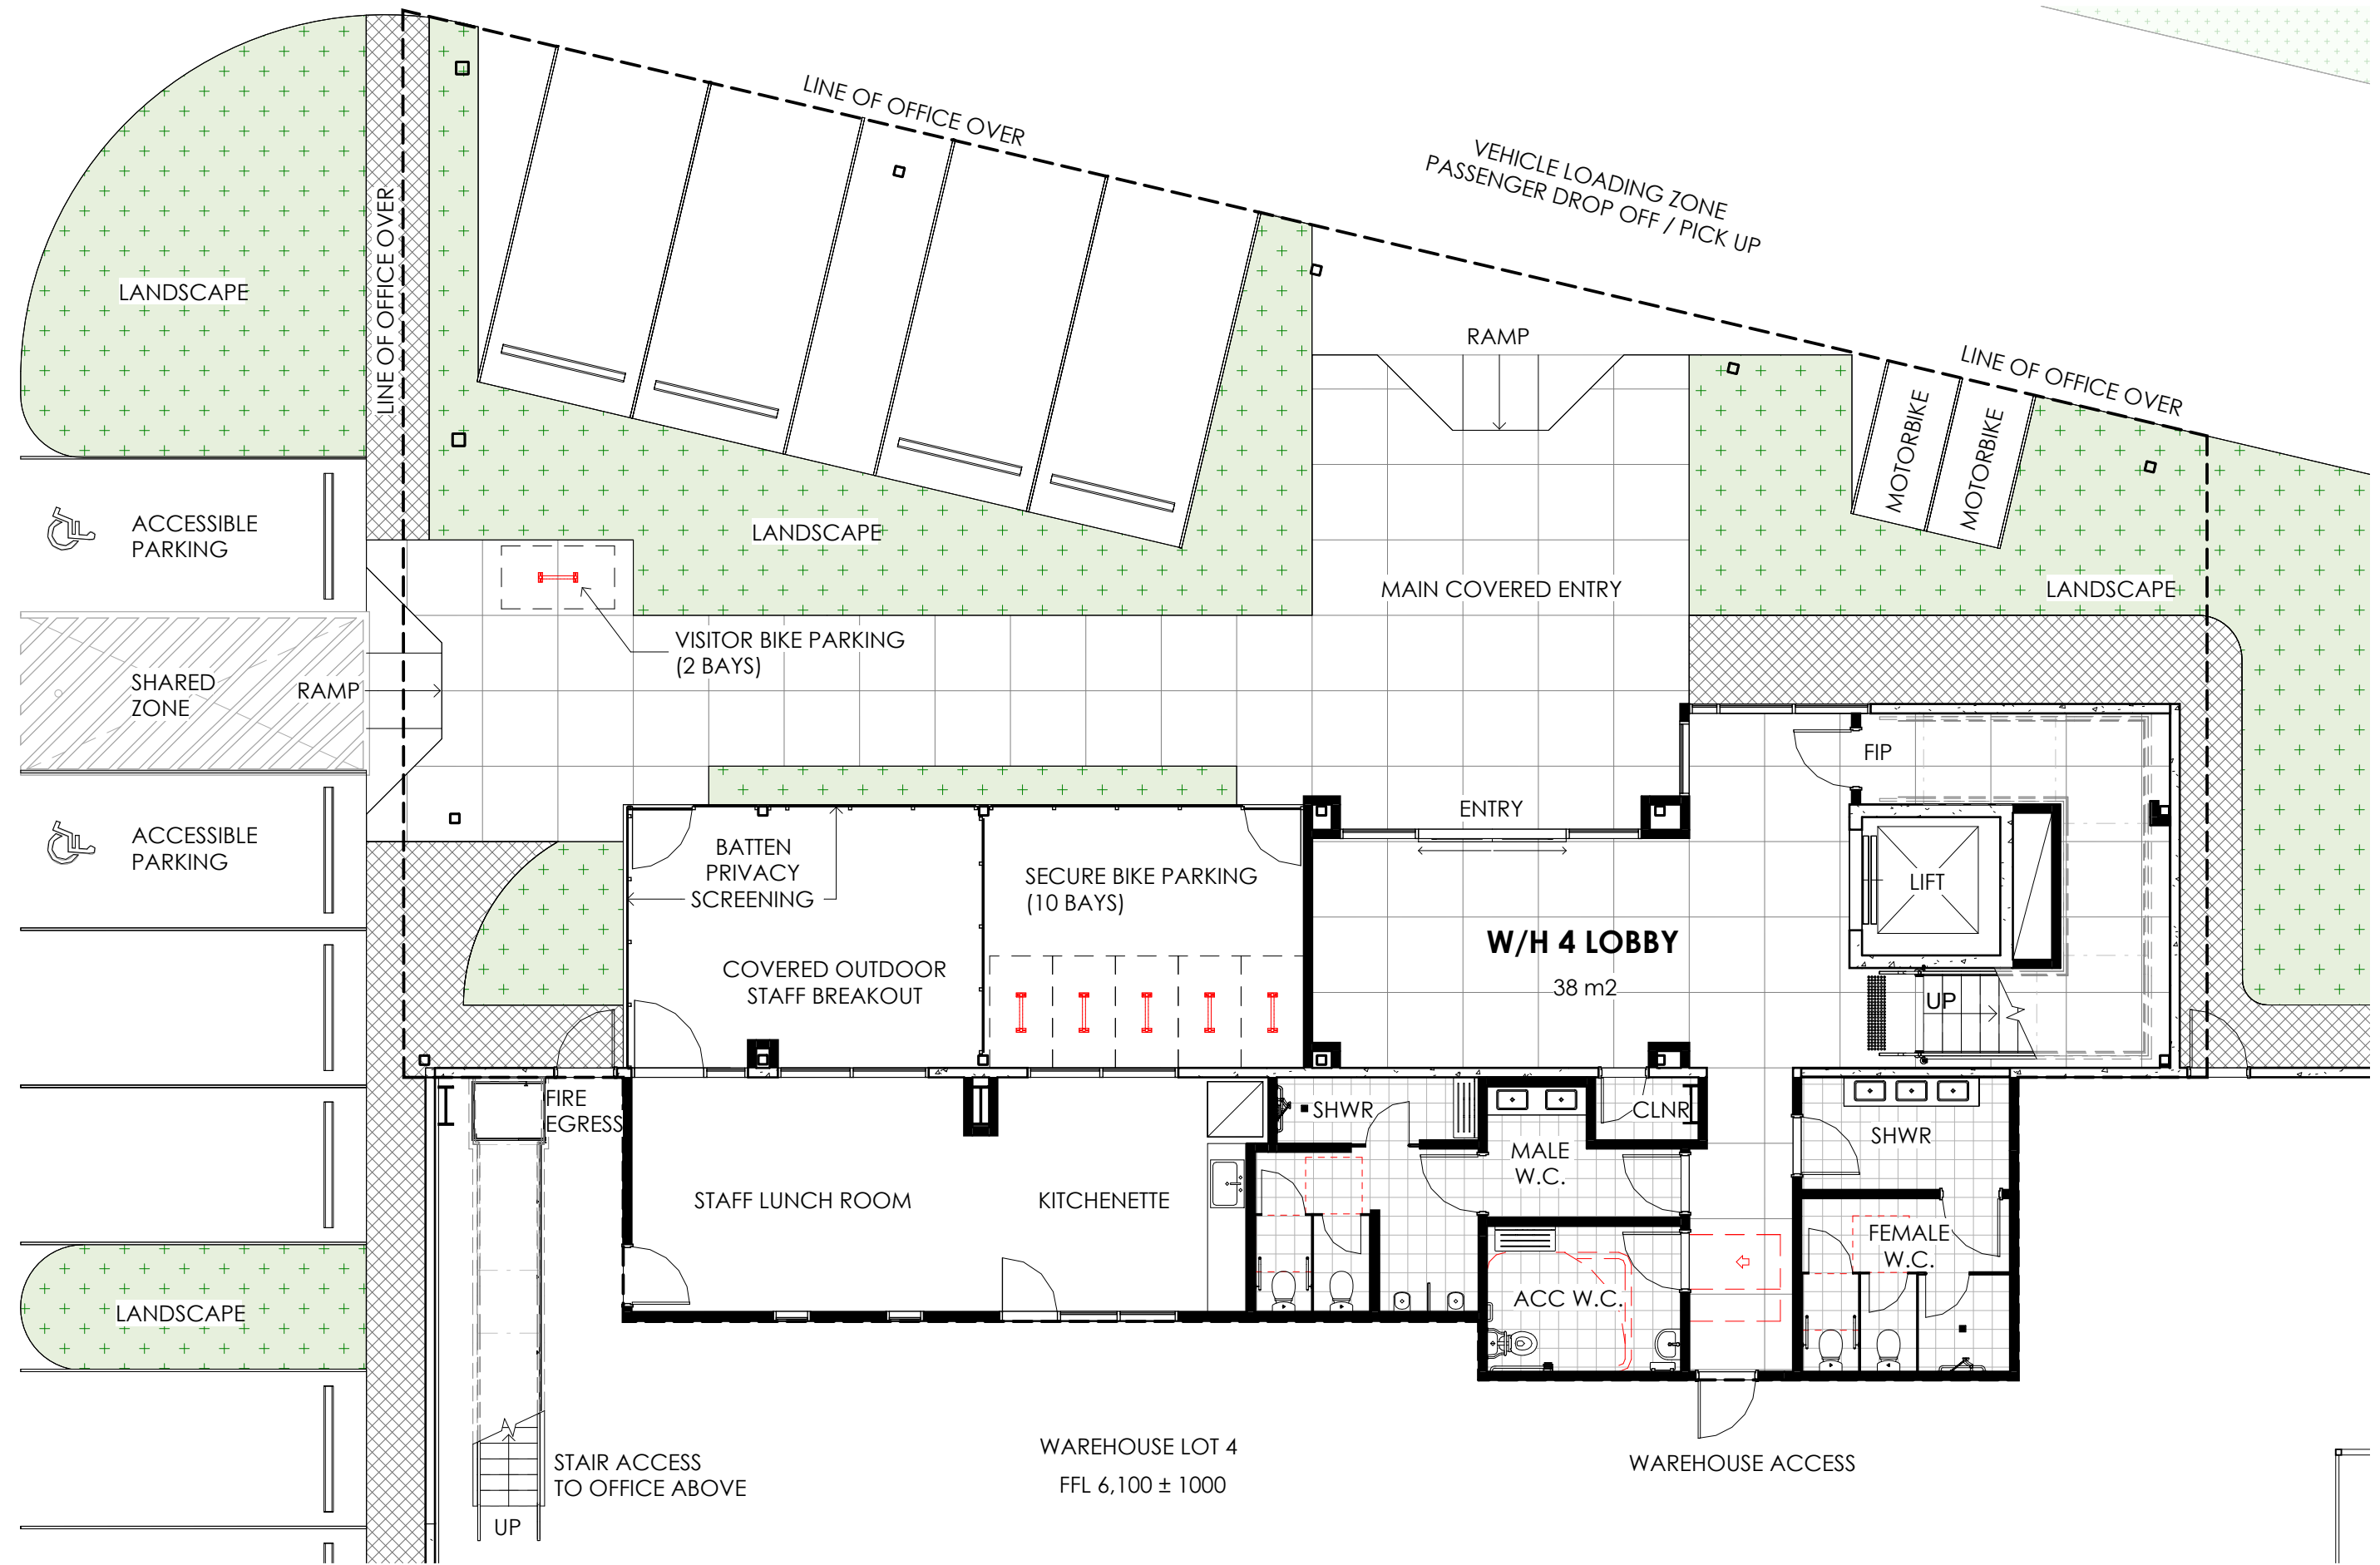 LINE OF OFFICE OVER
VEHICLE LOADING ZONE
PASSENGER DROP OFF / PICK UP
LANDSCAPE
LINE OF OFFICE OVER
RAMP
LINE OF OFFICE OVER
MOTORBIKE
MOTORBIKE
ACCESSIBLE
PARKING
LANDSCAPE
MAIN COVERED ENTRY
LANDSCAPE
VISITOR BIKE PARKING
(2 BAYS)
SHARED
ZONE
RAMP
FIP
ENTRY
ACCESSIBLE
PARKING
BATTEN
PRIVACY
SCREENING
SECURE BIKE PARKING
(10 BAYS)
LIFT
W/H 4 LOBBY
38 m2
COVERED OUTDOOR
STAFF BREAKOUT
UP
FIRE
EGRESS
SHWR
CLNR
MALE
W.C.
SHWR
STAFF LUNCH ROOM
KITCHENETTE
FEMALE
W.C.
ACC W.C.
LANDSCAPE
STAIR ACCESS
TO OFFICE ABOVE
UP
WAREHOUSE LOT 4
FFL 6,100 ± 1000
WAREHOUSE ACCESS